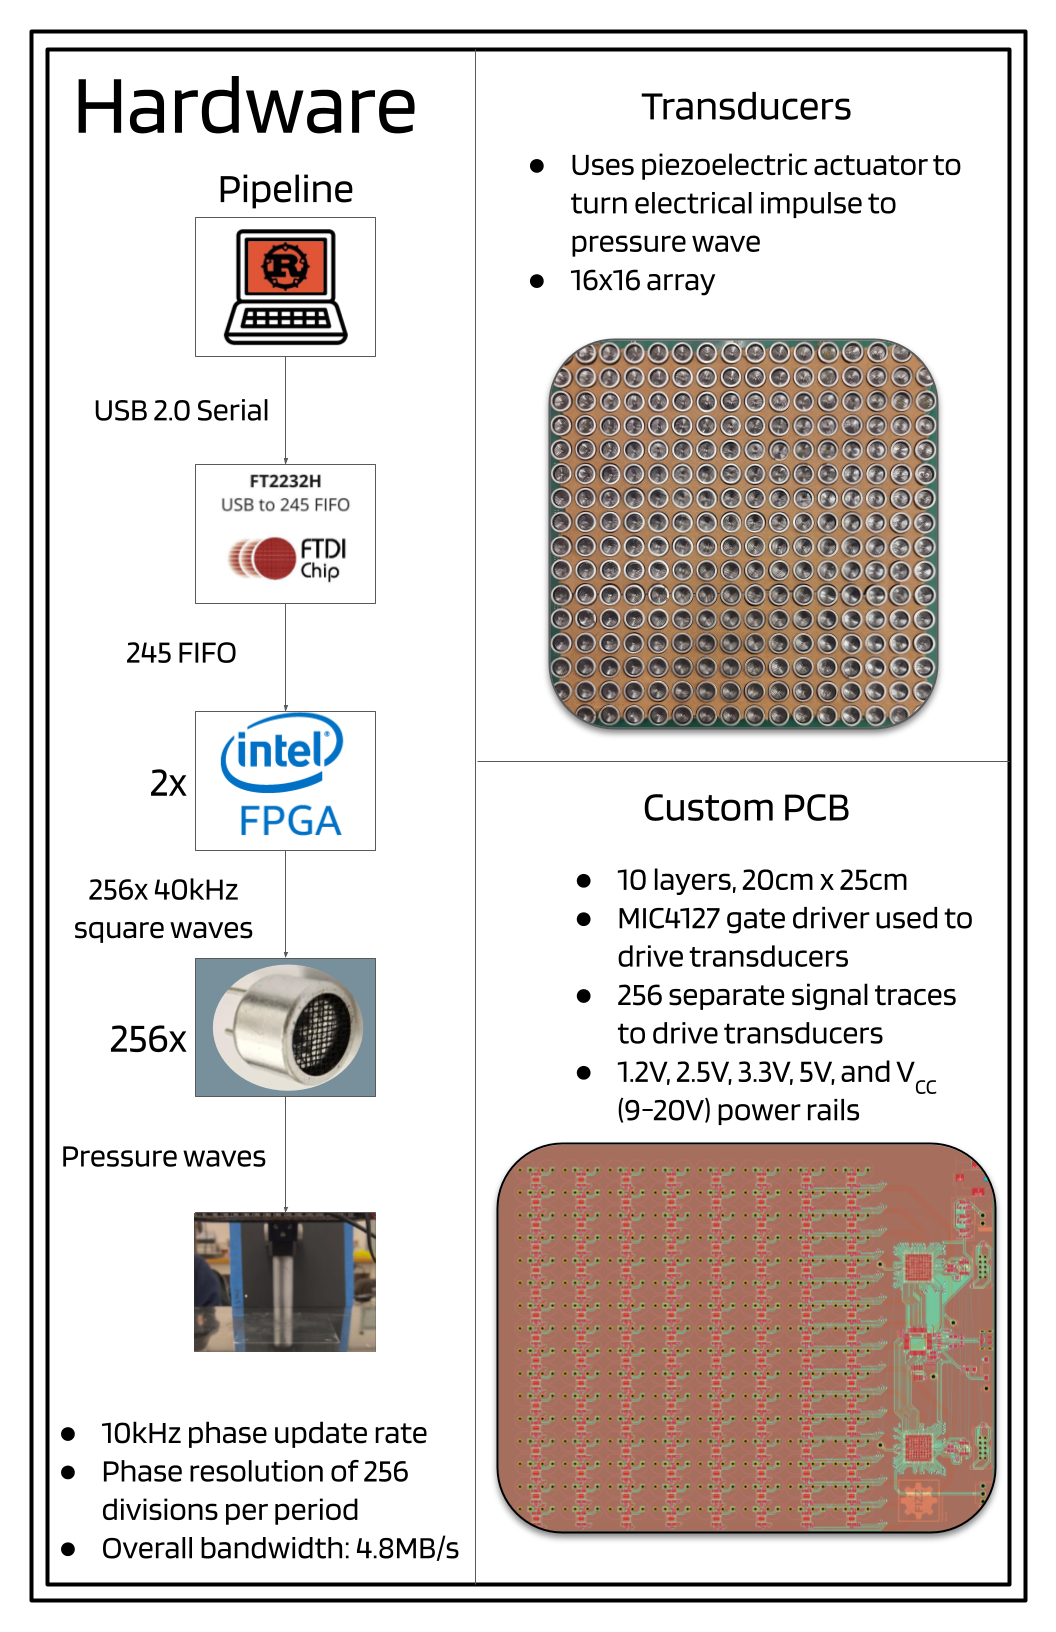 Hardware
Pipeline
R
USB 2.0 Serial
FT2232H
USB to 245 FIFO
FTDI
Chip
245 FIFO
2x
intel®
FPGA
256x 40kHz
square waves
256x
Pressure waves
● 10kHz phase update rate
● Phase resolution of 256
divisions per period
● Overall bandwidth: 4.8MB/s
Transducers
● Uses piezoelectric actuator to
turn electrical impulse to
pressure wave
● 16x16 array
Custom PCB
● 10 layers, 20cm x 25cm
● MIC4127 gate driver used to
drive transducers
● 256 separate signal traces
to drive transducers
● 1.2V, 2.5V, 3.3V, 5V, and VCC
(9-20V) power rails
FIZZ